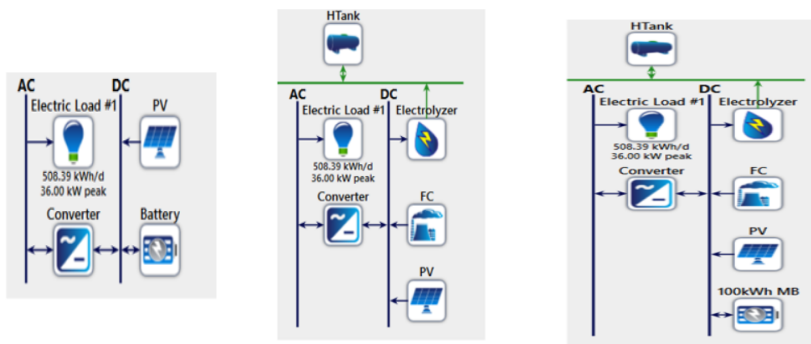 AC DC
Electric Load #1 PV
508.39 kWh/d
36.00 kW peak
Converter Battery
HTank
AC DC
Electric Load #1 Electrolyzer
508.39 kWh/d
36.00 kW peak
Converter FC
PV
HTank
AC DC
Electric Load #1 Electrolyzer
508.39 kWh/d
36.00 kW peak
Converter FC
PV
100kWh MB